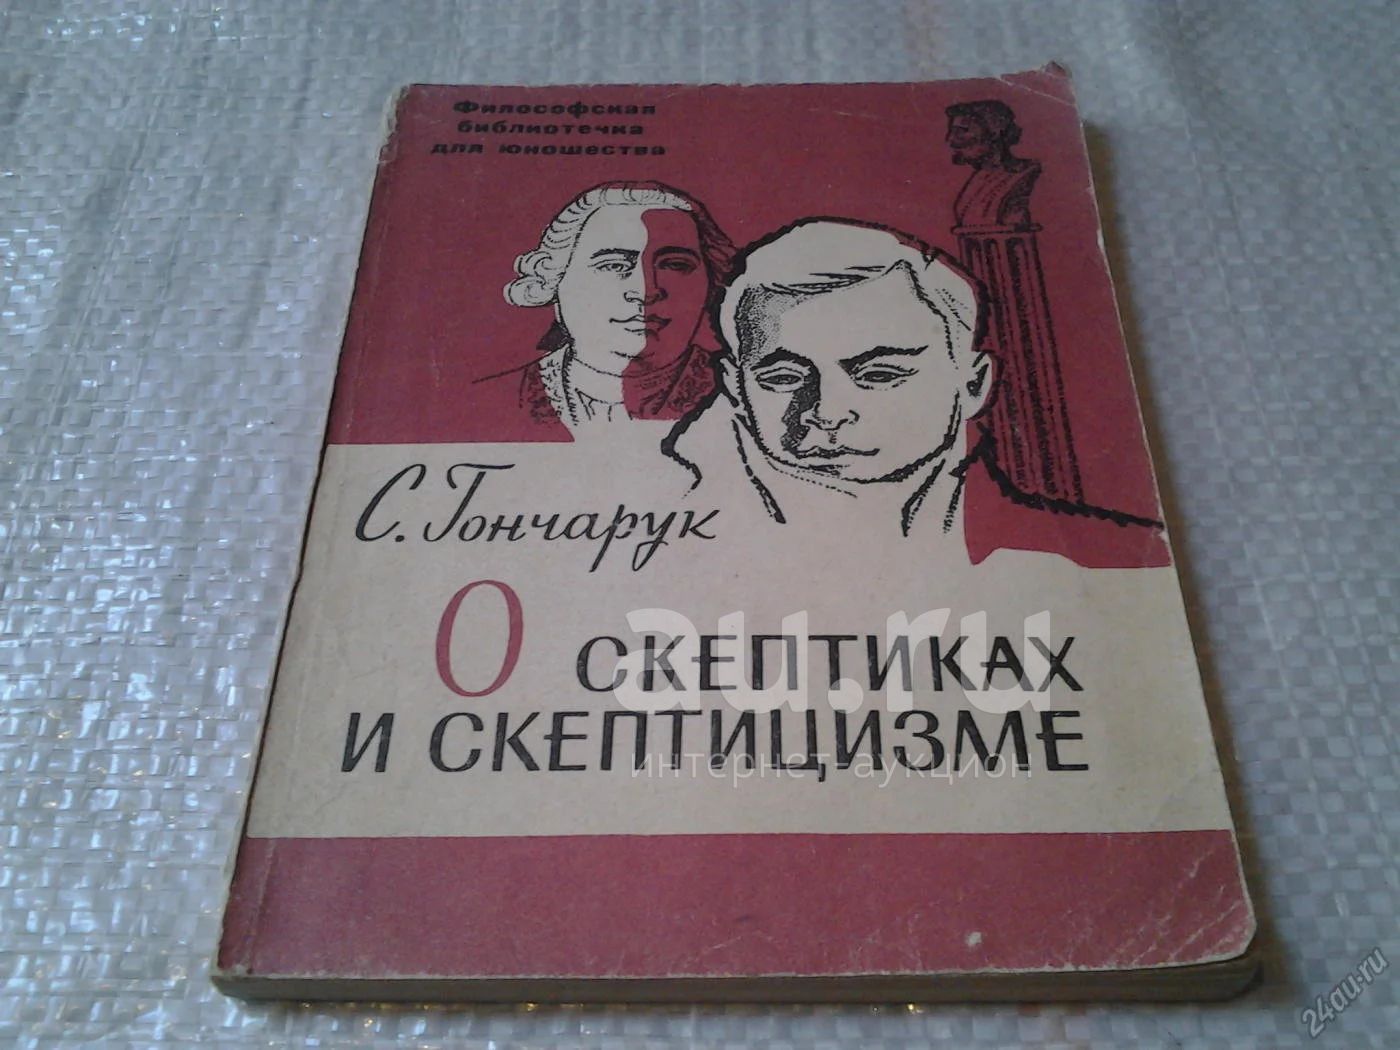 Философская
библиотечка
для юношества
С. Гончарук
О СКЕПТИКАХ
И СКЕПТИЦИЗМЕ
au.ru
интернет-аукцион
24au.ru